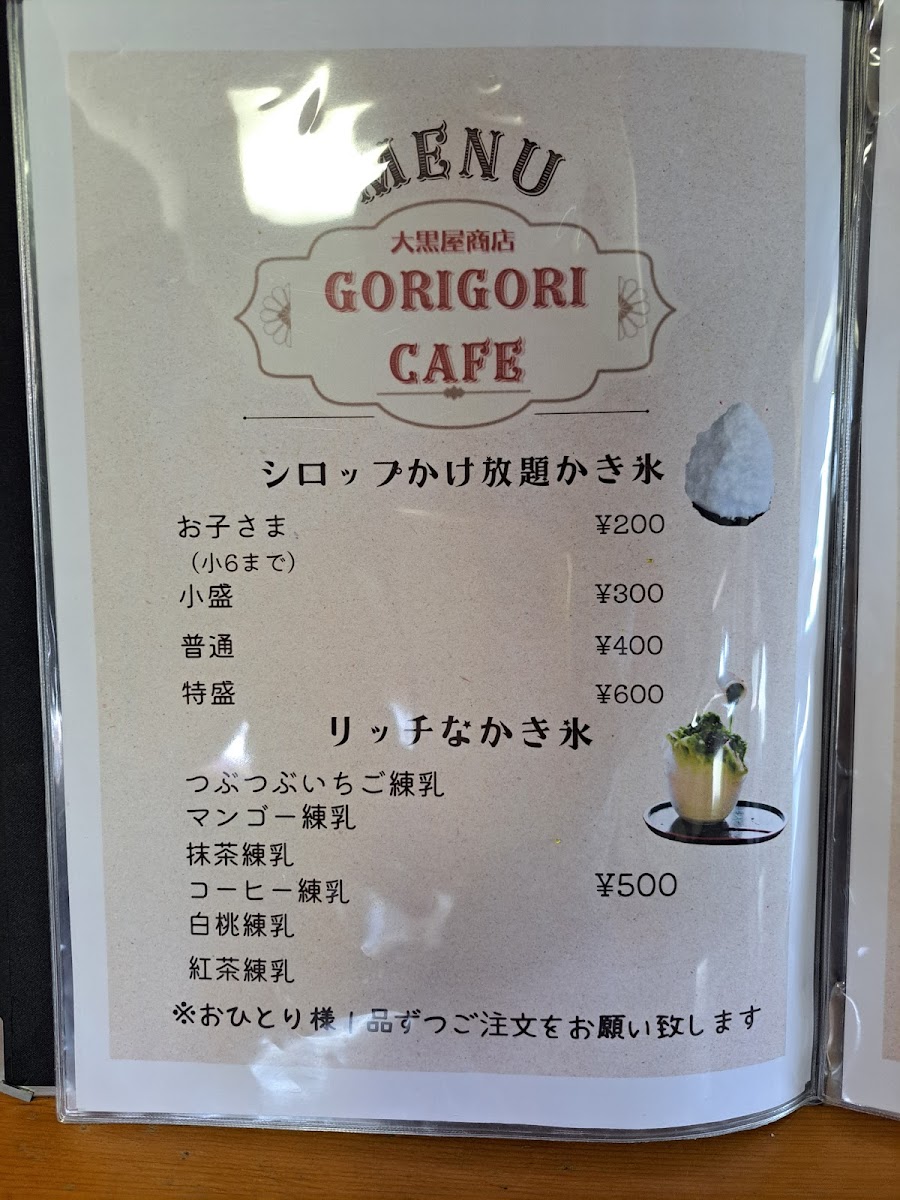 MENU
大黒屋商店
GORIGORI
CAFE
シロップかけ放題かき氷
お子さま ¥200
（小6まで）
小盛 ¥300
普通 ¥400
特盛 ¥600
リッチなかき氷
つぶつぶいちご練乳
マンゴー練乳
抹茶練乳
コーヒー練乳 ¥500
白桃練乳
紅茶練乳
※おひとり様1品ずつご注文をお願い致します